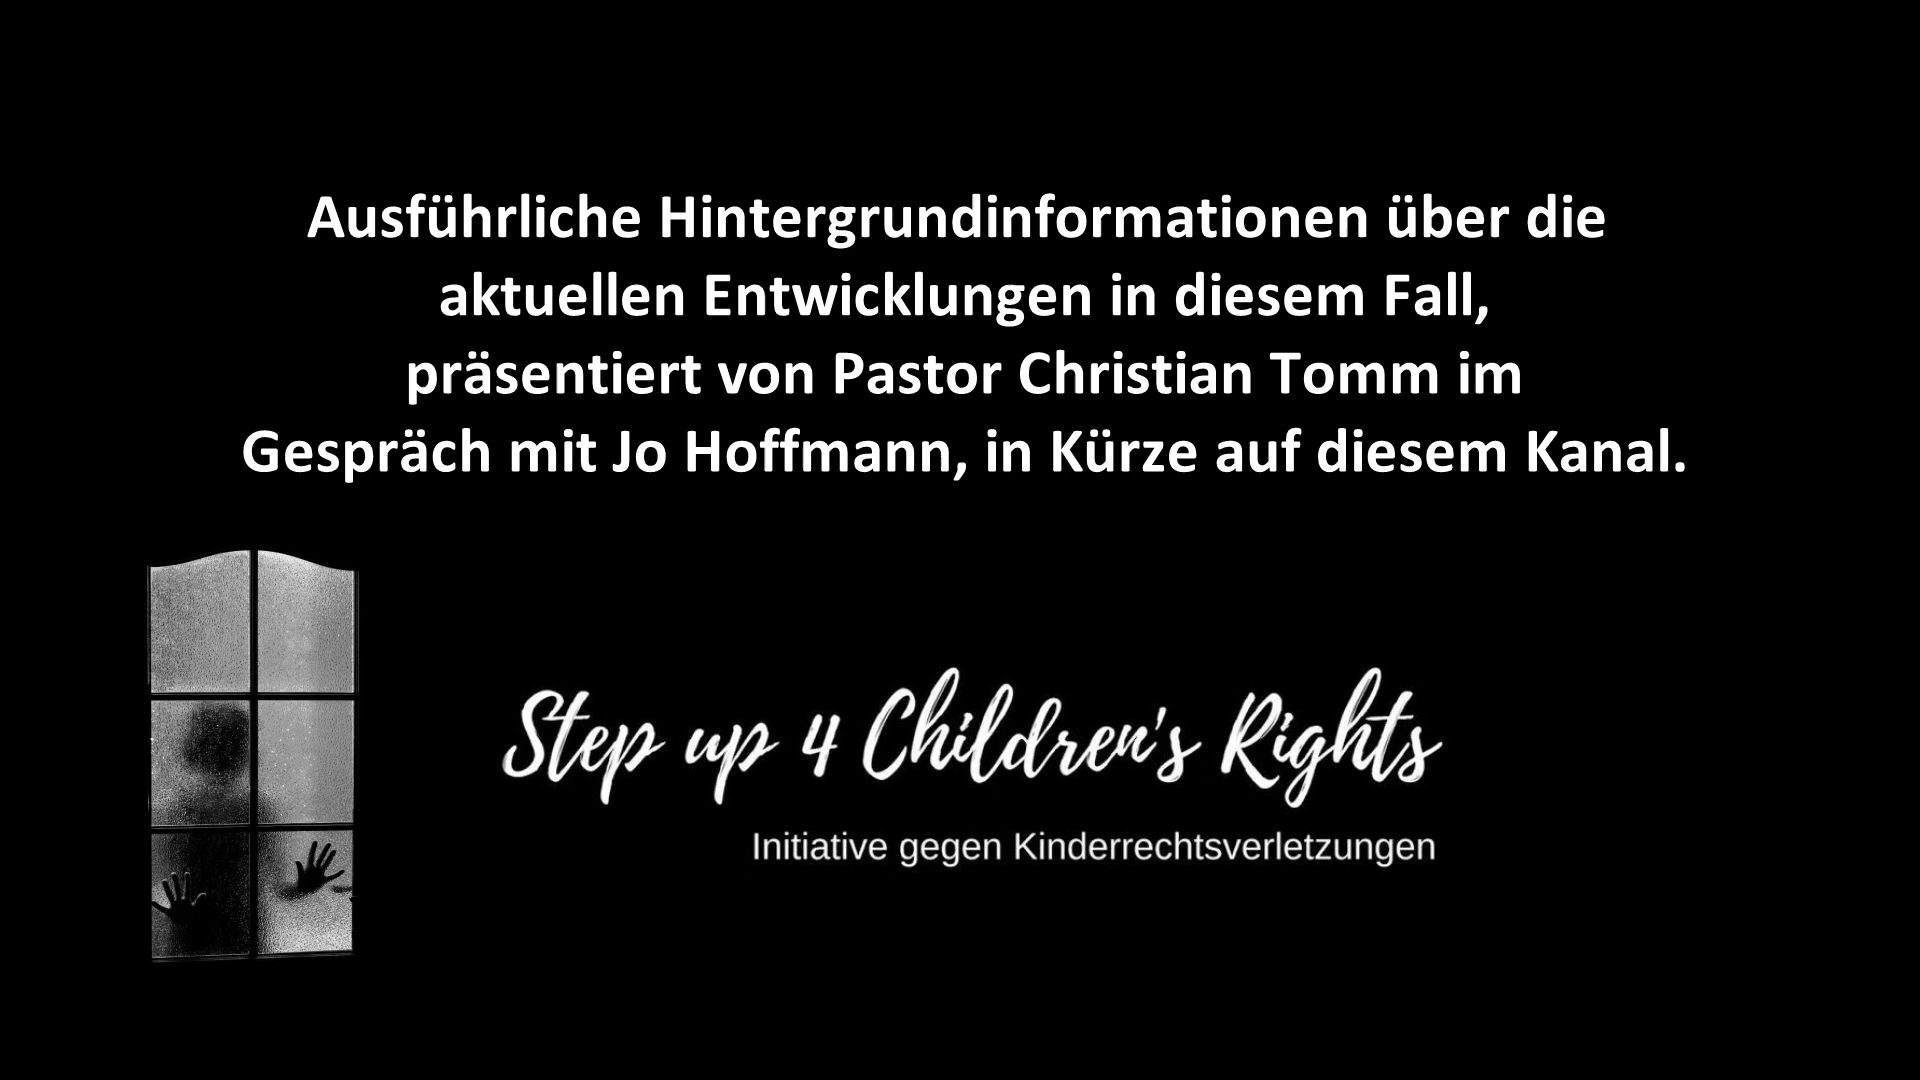 Ausführliche Hintergrundinformationen über die
aktuellen Entwicklungen in diesem Fall,
präsentiert von Pastor Christian Tomm im
Gespräch mit Jo Hoffmann, in Kürze auf diesem Kanal.
Step up 4 Children's Rights
Initiative gegen Kinderrechtsverletzungen